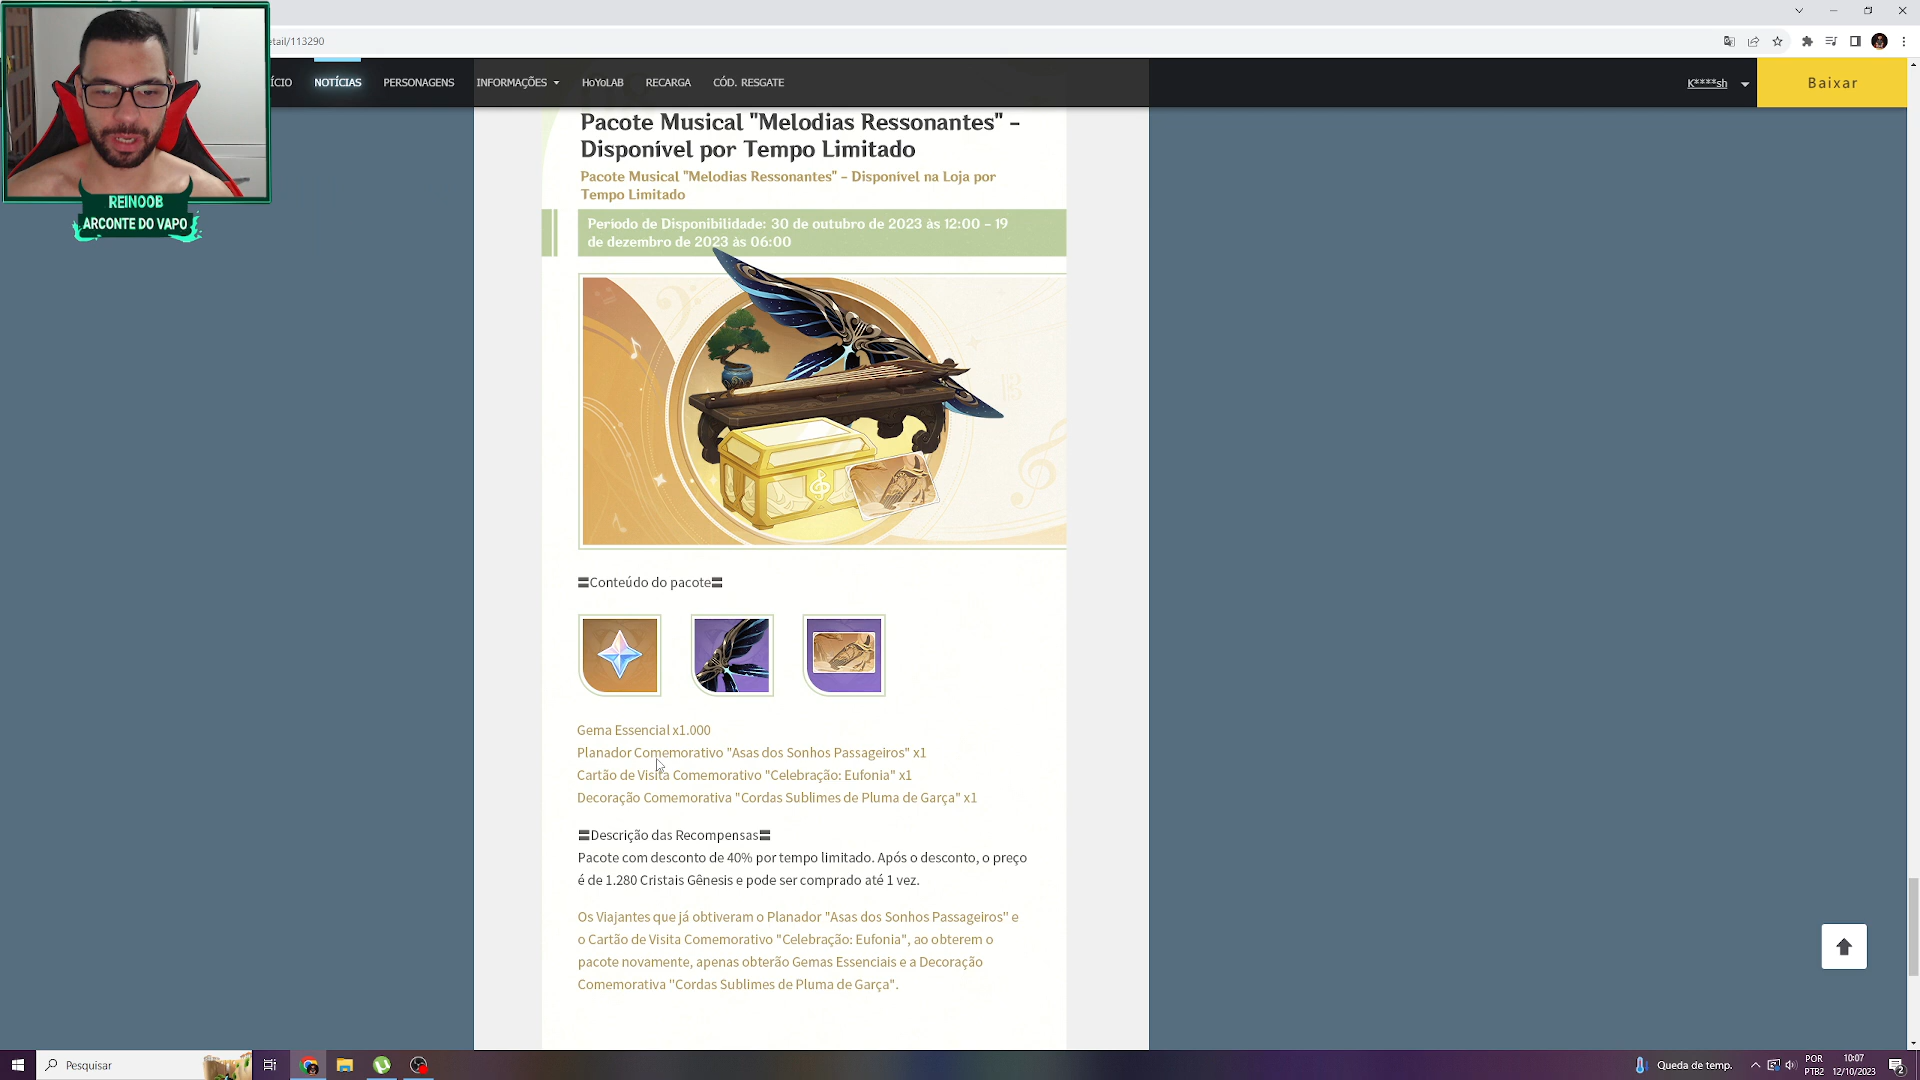 etail/113290
ÍCIO NOTÍCIAS PERSONAGENS INFORMAÇÕES HoYoLAB RECARGA CÓD. RESGATE K****sh Baixar
REINOOB
ARCONTE DO VAPO
Pacote Musical "Melodias Ressonantes" –
Disponível por Tempo Limitado
Pacote Musical "Melodias Ressonantes" – Disponível na Loja por
Tempo Limitado
Período de Disponibilidade: 30 de outubro de 2023 às 12:00 – 19
de dezembro de 2023 às 06:00
〓Conteúdo do pacote〓
Gema Essencial x1.000
Planador Comemorativo "Asas dos Sonhos Passageiros" x1
Cartão de Visita Comemorativo "Celebração: Eufonia" x1
Decoração Comemorativa "Cordas Sublimes de Pluma de Garça" x1
〓Descrição das Recompensas〓
Pacote com desconto de 40% por tempo limitado. Após o desconto, o preço
é de 1.280 Cristais Gênesis e pode ser comprado até 1 vez.
Os Viajantes que já obtiveram o Planador "Asas dos Sonhos Passageiros" e
o Cartão de Visita Comemorativo "Celebração: Eufonia", ao obterem o
pacote novamente, apenas obterão Gemas Essenciais e a Decoração
Comemorativa "Cordas Sublimes de Pluma de Garça".
Pesquisar
Queda de temp.
POR
PTB2
10:07
12/10/2023
2